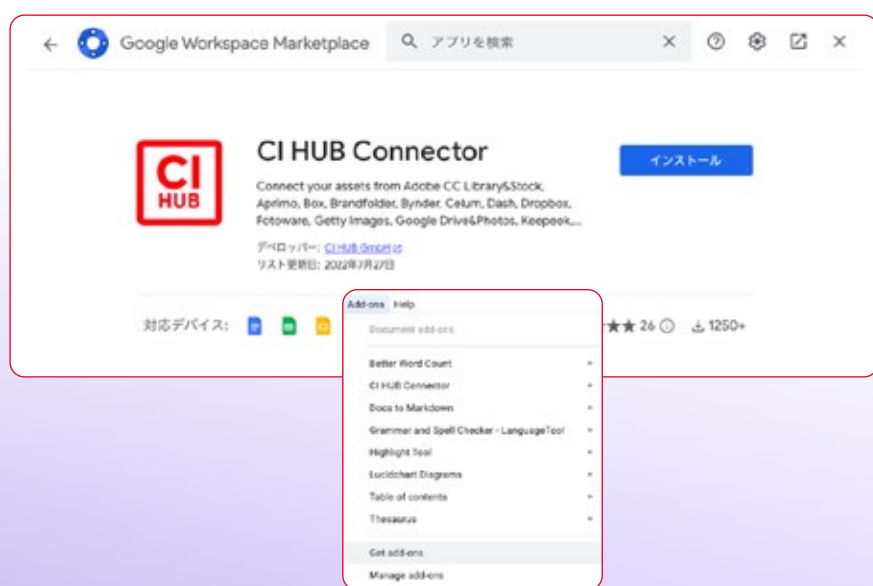 Google Workspace Marketplace
アプリを検索
CI HUB Connector
インストール
CI
HUB
Connect your assets from Adobe CC Library&Stock,
Aprimo, Box, Brandfolder, Bynder, Celum, Dash, Dropbox,
Fotoware, Getty Images, Google Drive&Photos, Keepeek,...
デベロッパー: CI HUB GmbH
リスト更新日: 2022年7月27日
対応デバイス:
26
1250+
Add-ons Help
Document add-ons
Better Word Count
CI HUB Connector
Docs to Markdown
Grammar and Spell Checker - LanguageTool
Highlight Tool
Lucidchart Diagrams
Table of contents
Thesaurus
Get add-ons
Manage add-ons